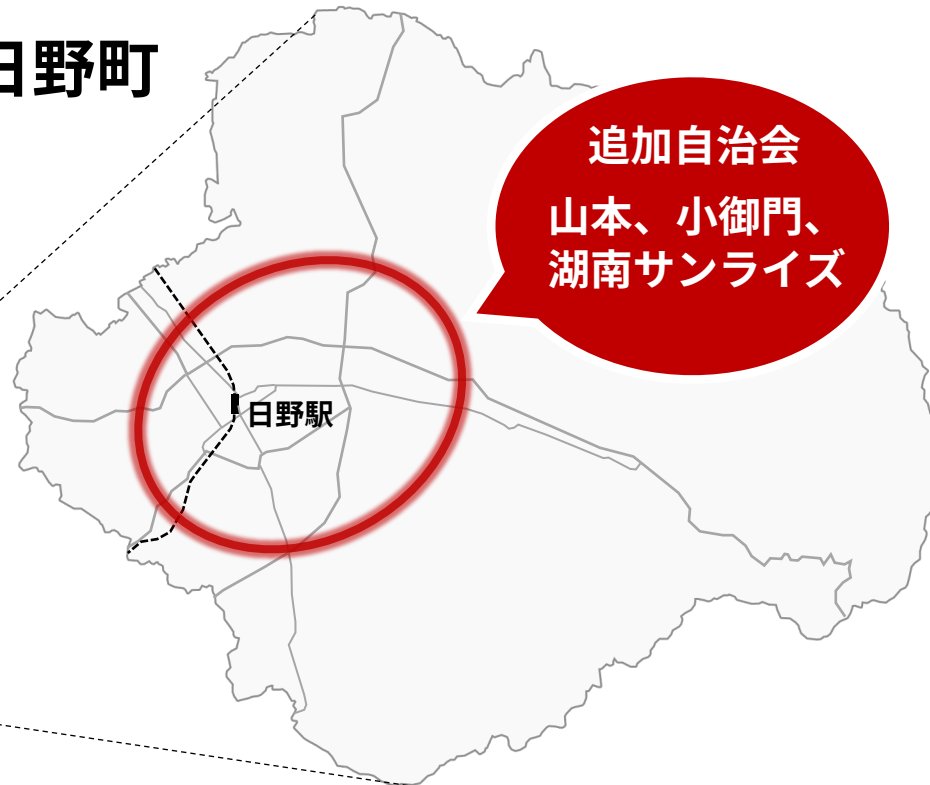 日野町
追加自治会
山本、小御門、
湖南サンライズ
日野駅